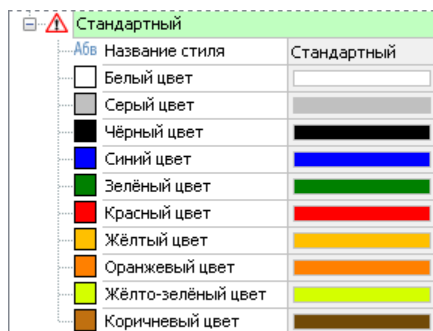 Стандартный
Абв Название стиля Стандартный
Белый цвет
Серый цвет
Чёрный цвет
Синий цвет
Зелёный цвет
Красный цвет
Жёлтый цвет
Оранжевый цвет
Жёлто-зелёный цвет
Коричневый цвет